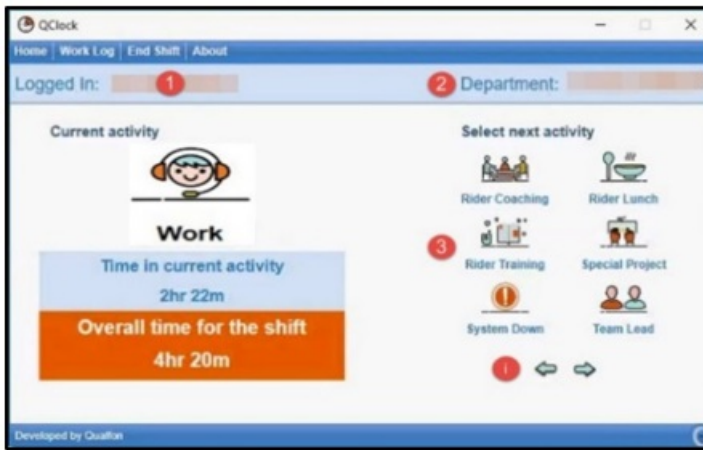 QClock
Home Work Log End Shift About
Logged In: 1 2 Department:
Current activity
Select next activity
Rider Coaching Rider Lunch
Work
3
Rider Training Special Project
Time in current activity
2hr 22m
System Down Team Lead
Overall time for the shift
4hr 20m
i
Developed by Qualfon